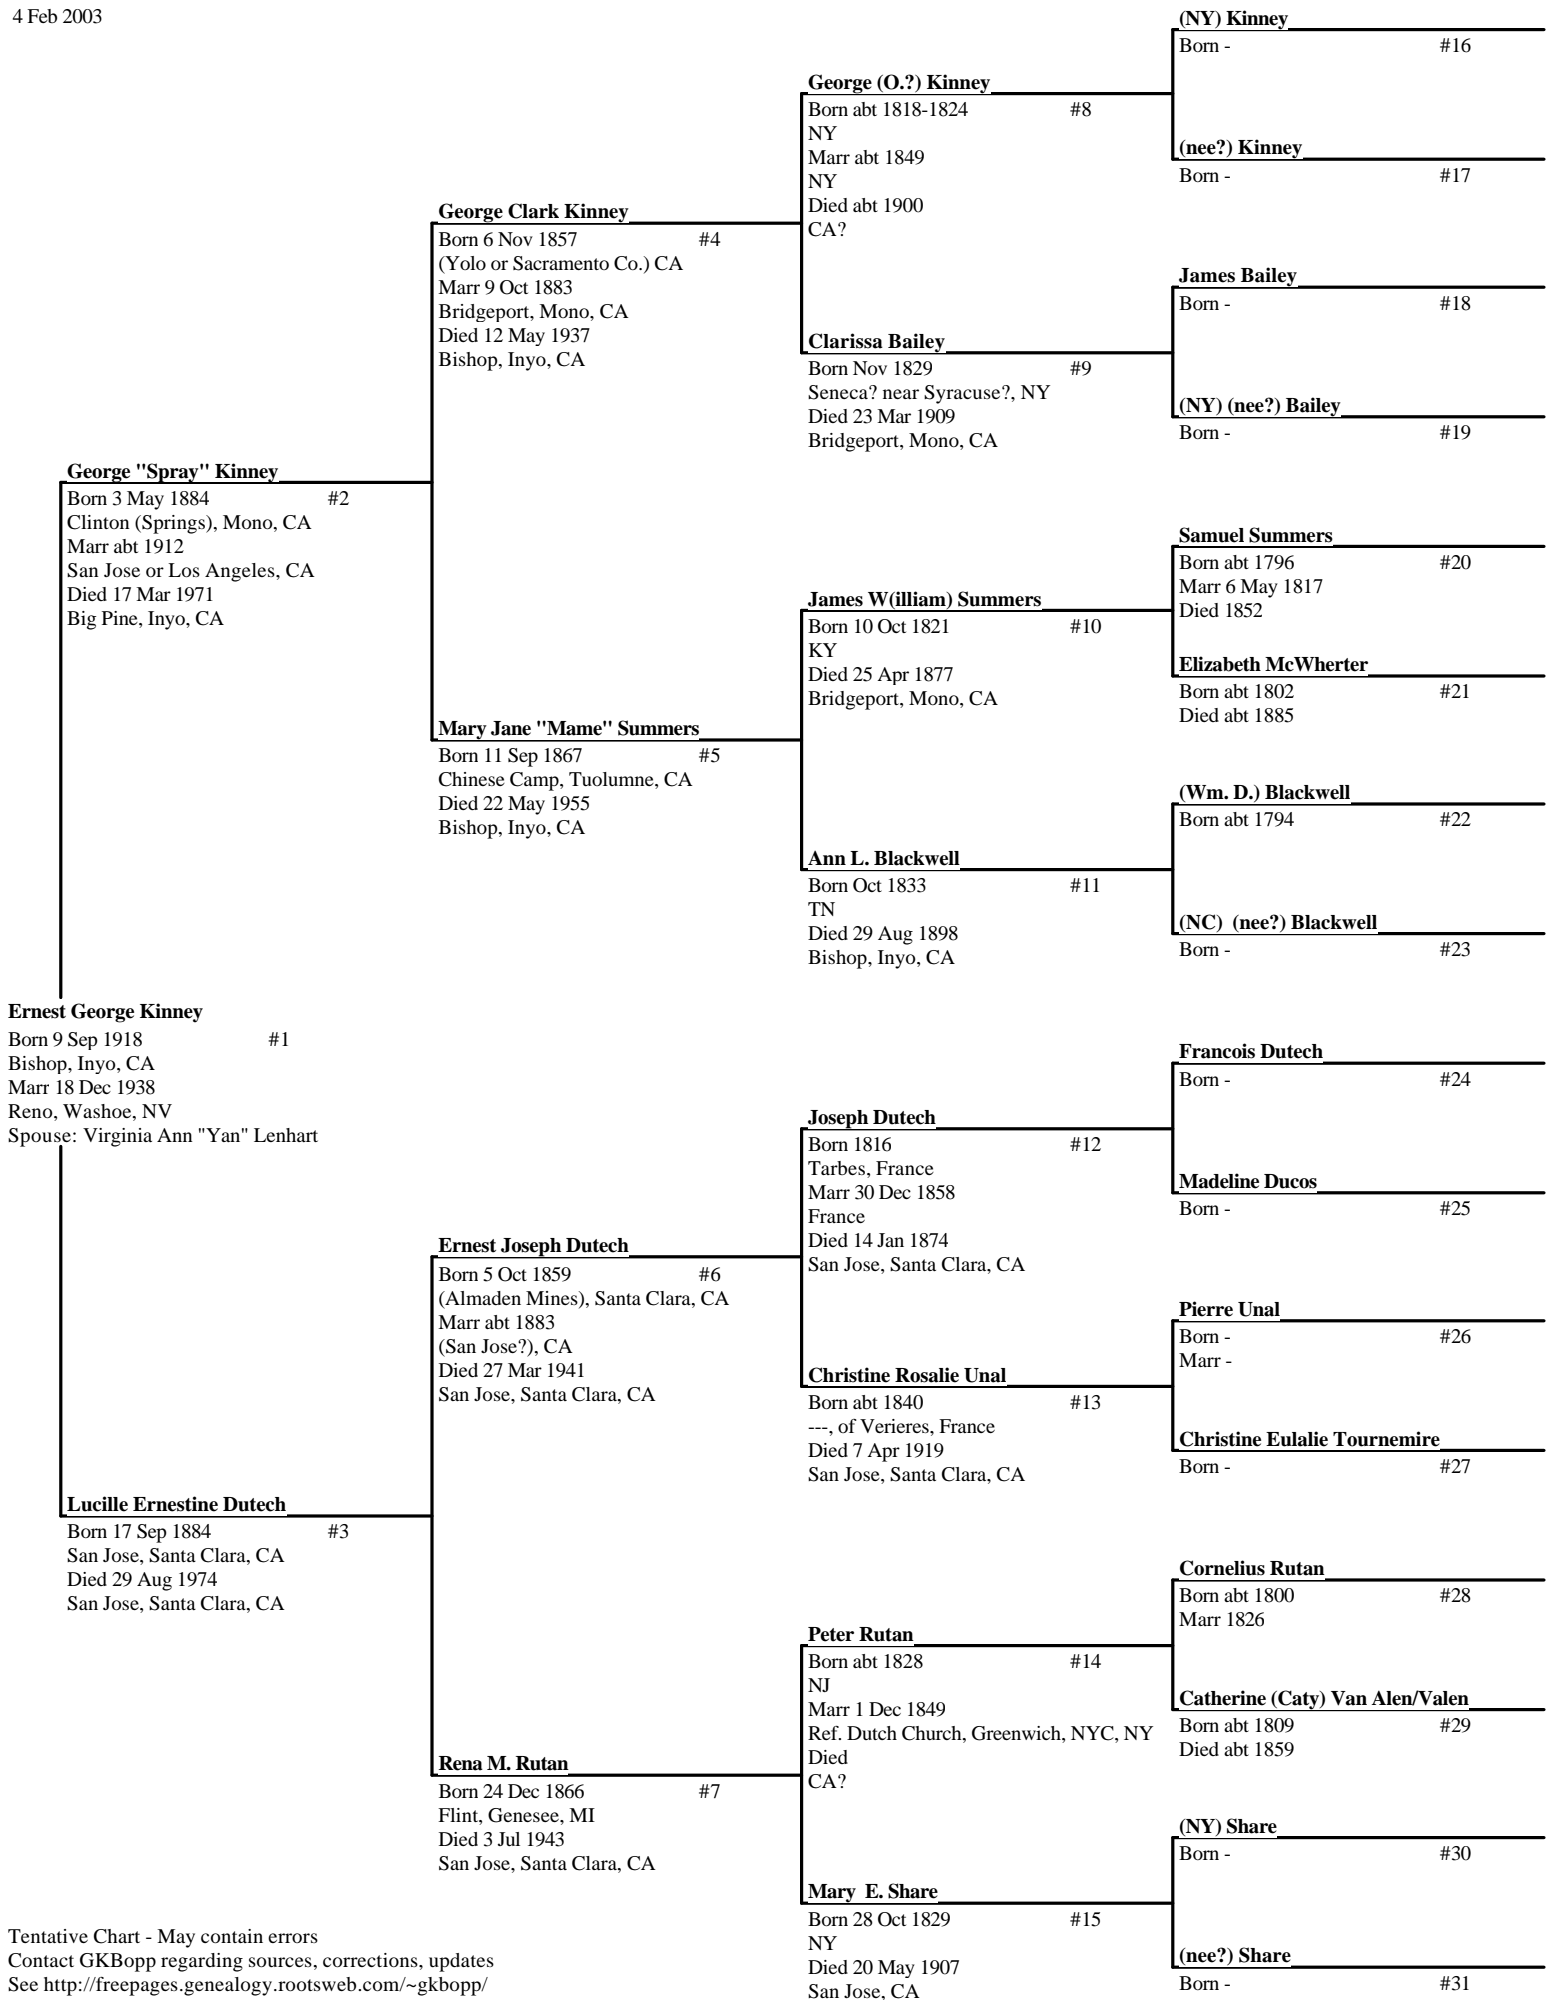 4 Feb 2003
(NY) Kinney
Born - #16
George (O.?) Kinney
Born abt 1818-1824 #8
NY
Marr abt 1849
NY
Died abt 1900
CA?
(nee?) Kinney
Born - #17
George Clark Kinney
Born 6 Nov 1857 #4
(Yolo or Sacramento Co.) CA
Marr 9 Oct 1883
Bridgeport, Mono, CA
Died 12 May 1937
Bishop, Inyo, CA
James Bailey
Born - #18
Clarissa Bailey
Born Nov 1829 #9
Seneca? near Syracuse?, NY
Died 23 Mar 1909
Bridgeport, Mono, CA
(NY) (nee?) Bailey
Born - #19
George "Spray" Kinney
Born 3 May 1884 #2
Clinton (Springs), Mono, CA
Marr abt 1912
San Jose or Los Angeles, CA
Died 17 Mar 1971
Big Pine, Inyo, CA
Samuel Summers
Born abt 1796 #20
Marr 6 May 1817
Died 1852
James W(illiam) Summers
Born 10 Oct 1821 #10
KY
Died 25 Apr 1877
Bridgeport, Mono, CA
Elizabeth McWherter
Born abt 1802 #21
Died abt 1885
Mary Jane "Mame" Summers
Born 11 Sep 1867 #5
Chinese Camp, Tuolumne, CA
Died 22 May 1955
Bishop, Inyo, CA
(Wm. D.) Blackwell
Born abt 1794 #22
Ann L. Blackwell
Born Oct 1833 #11
TN
Died 29 Aug 1898
Bishop, Inyo, CA
(NC) (nee?) Blackwell
Born - #23
Ernest George Kinney
Born 9 Sep 1918 #1
Bishop, Inyo, CA
Marr 18 Dec 1938
Reno, Washoe, NV
Spouse: Virginia Ann "Yan" Lenhart
Francois Dutech
Born - #24
Joseph Dutech
Born 1816 #12
Tarbes, France
Marr 30 Dec 1858
France
Died 14 Jan 1874
San Jose, Santa Clara, CA
Madeline Ducos
Born - #25
Ernest Joseph Dutech
Born 5 Oct 1859 #6
(Almaden Mines), Santa Clara, CA
Marr abt 1883
(San Jose?), CA
Died 27 Mar 1941
San Jose, Santa Clara, CA
Pierre Unal
Born - #26
Marr -
Christine Rosalie Unal
Born abt 1840 #13
---, of Verieres, France
Died 7 Apr 1919
San Jose, Santa Clara, CA
Christine Eulalie Tournemire
Born - #27
Lucille Ernestine Dutech
Born 17 Sep 1884 #3
San Jose, Santa Clara, CA
Died 29 Aug 1974
San Jose, Santa Clara, CA
Cornelius Rutan
Born abt 1800 #28
Marr 1826
Peter Rutan
Born abt 1828 #14
NJ
Marr 1 Dec 1849
Ref. Dutch Church, Greenwich, NYC, NY
Died
CA?
Catherine (Caty) Van Alen/Valen
Born abt 1809 #29
Died abt 1859
Rena M. Rutan
Born 24 Dec 1866 #7
Flint, Genesee, MI
Died 3 Jul 1943
San Jose, Santa Clara, CA
(NY) Share
Born - #30
Mary E. Share
Born 28 Oct 1829 #15
NY
Died 20 May 1907
San Jose, CA
(nee?) Share
Born - #31
Tentative Chart - May contain errors
Contact GKBopp regarding sources, corrections, updates
See http://freepages.genealogy.rootsweb.com/~gkbopp/